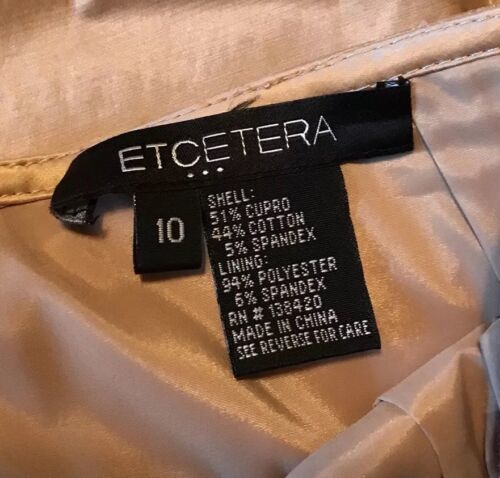 ETCETERA
...
10
SHELL:
51% CUPRO
44% COTTON
5% SPANDEX
LINING:
94% POLYESTER
6% SPANDEX
RN # 138420
MADE IN CHINA
SEE REVERSE FOR CARE